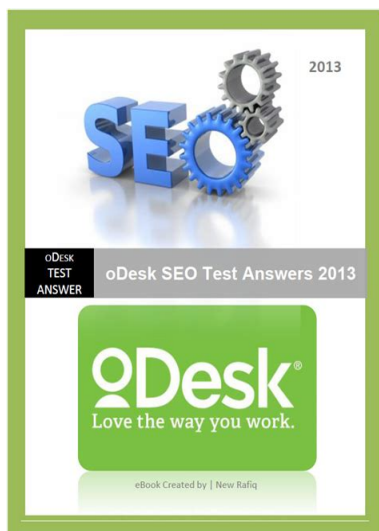 2013
SEO
oDesk
TEST
ANSWER
oDesk SEO Test Answers 2013
oDesk®
Love the way you work.
eBook Created by | New Rafiq